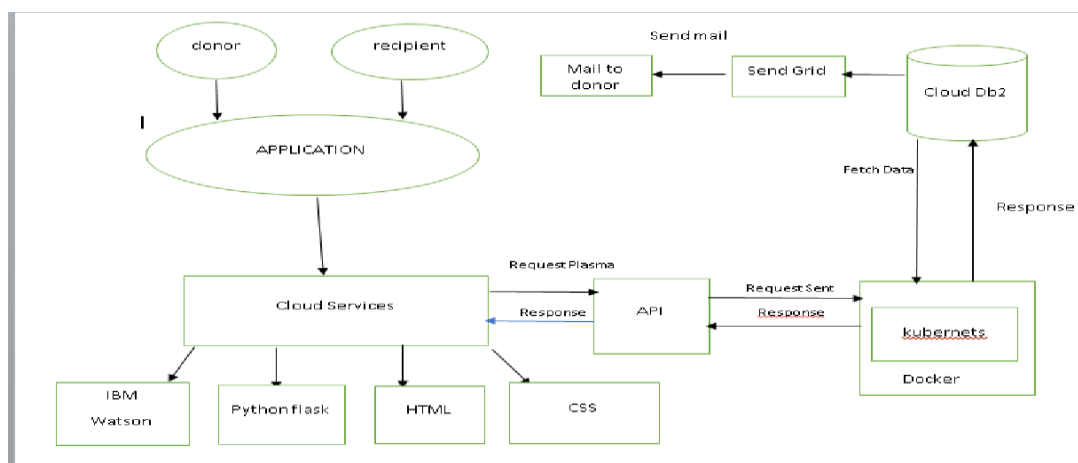 donor
recipient
Send mail
Mail to
donor
Send Grid
Cloud Db2
APPLICATION
Fetch Data
Response
Request Plasma
Cloud Services
Response
API
Request Sent
Response
kubernets
Docker
IBM
Watson
Python flask
HTML
CSS